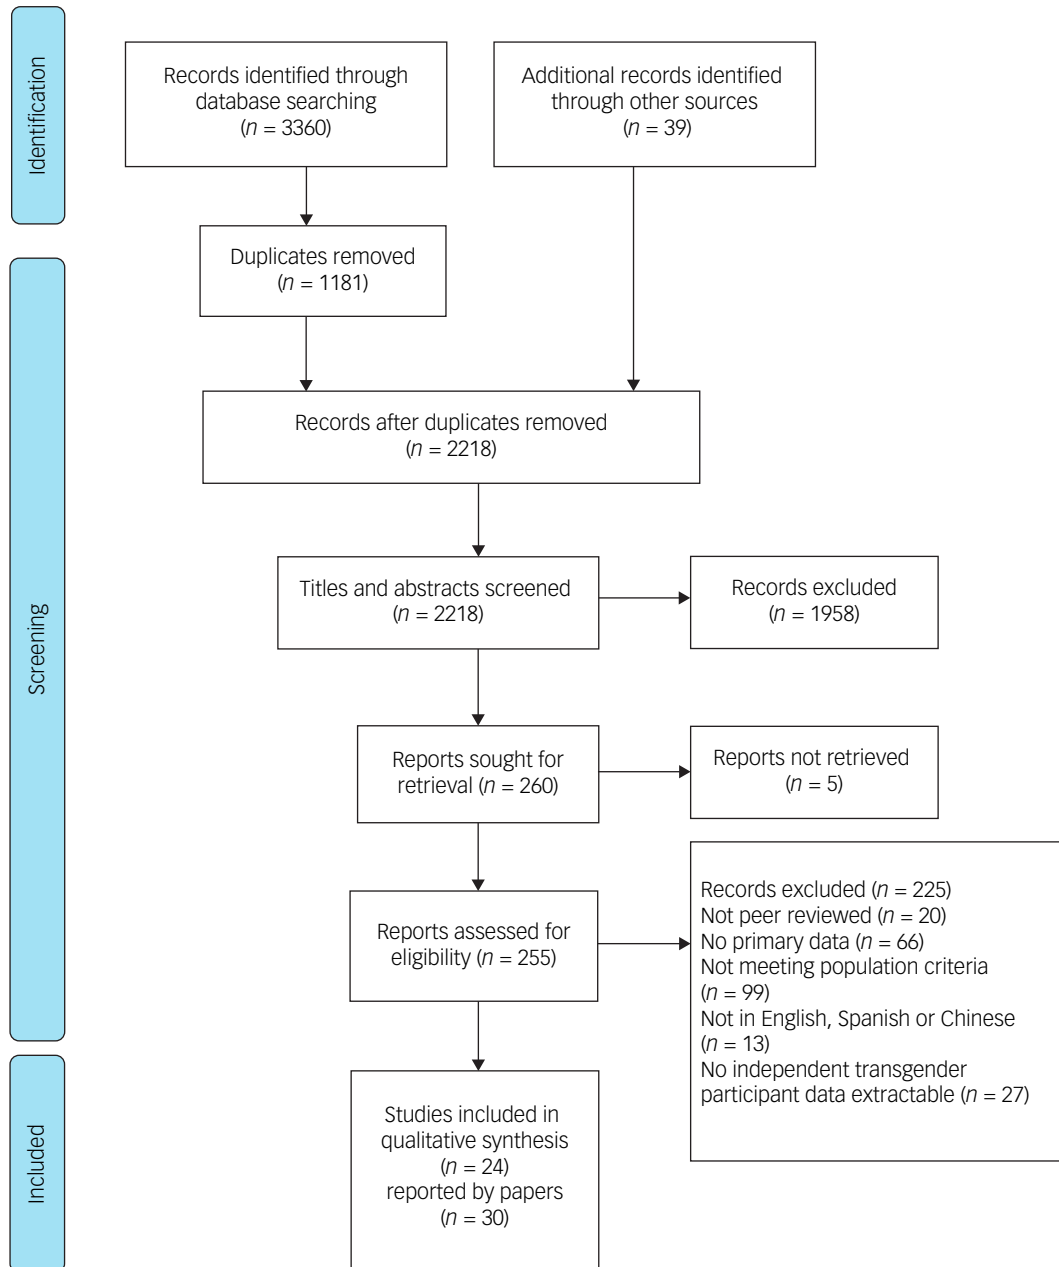 Identification
Records identified through
database searching
(n = 3360)
Additional records identified
through other sources
(n = 39)
Duplicates removed
(n = 1181)
Screening
Records after duplicates removed
(n = 2218)
Titles and abstracts screened
(n = 2218)
Records excluded
(n = 1958)
Reports sought for
retrieval (n = 260)
Reports not retrieved
(n = 5)
Reports assessed for
eligibility (n = 255)
Records excluded (n = 225)
Not peer reviewed (n = 20)
No primary data (n = 66)
Not meeting population criteria
(n = 99)
Not in English, Spanish or Chinese
(n = 13)
No independent transgender
participant data extractable (n = 27)
Included
Studies included in
qualitative synthesis
(n = 24)
reported by papers
(n = 30)